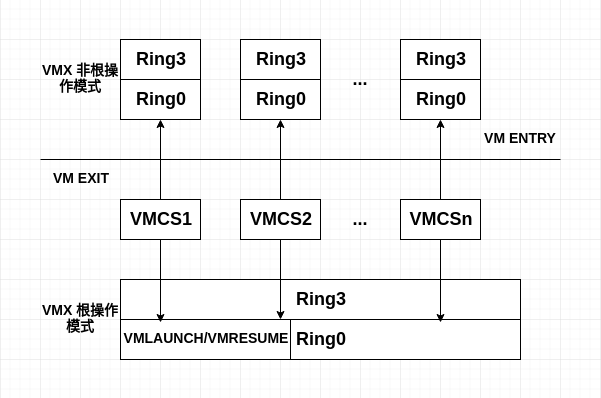 VMX 非根操
作模式
Ring3
Ring3
...
Ring3
Ring0
Ring0
Ring0
VM ENTRY
VM EXIT
VMCS1
VMCS2
...
VMCSn
VMX 根操作
模式
Ring3
VMLAUNCH/VMRESUME
Ring0